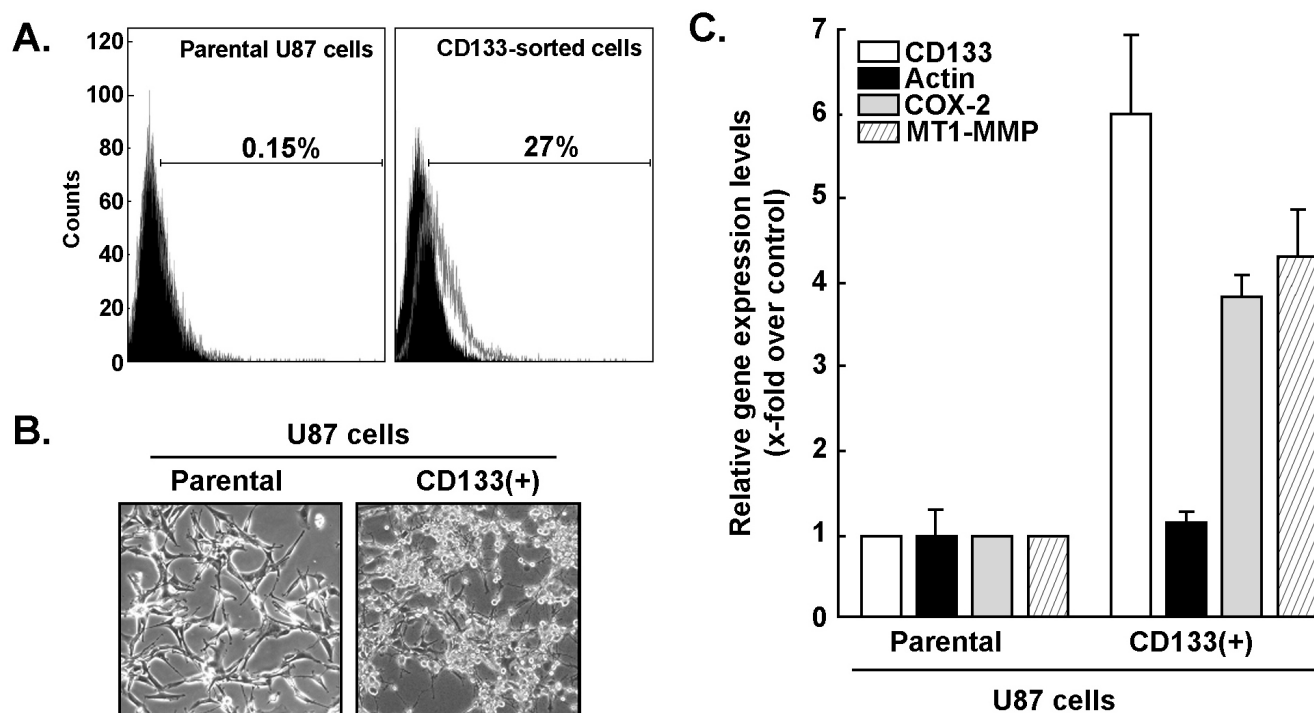 A.
Parental U87 cells
CD133-sorted cells
120
100
80
60
40
20
0
Counts
0.15%
27%
B.
U87 cells
Parental
CD133(+)
C.
7
6
5
4
3
2
1
0
Relative gene expression levels
(x-fold over control)
CD133
Actin
COX-2
MT1-MMP
Parental
CD133(+)
U87 cells